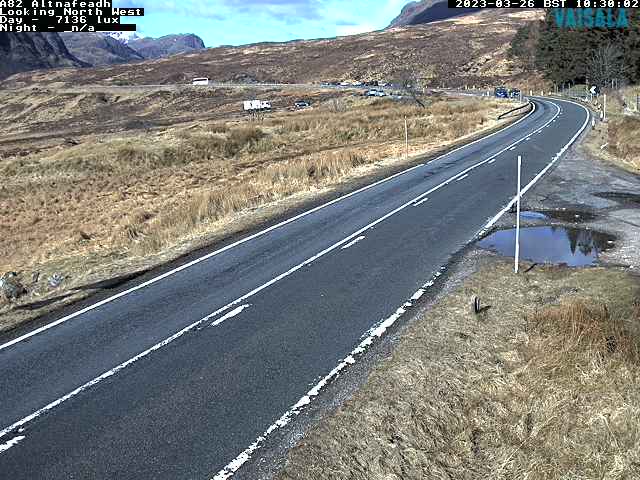 A82 Altnafeadh
Looking North West
Day - 7136 lux
Night - n/a
2023-03-26 BST 10:30:02
VAISALA